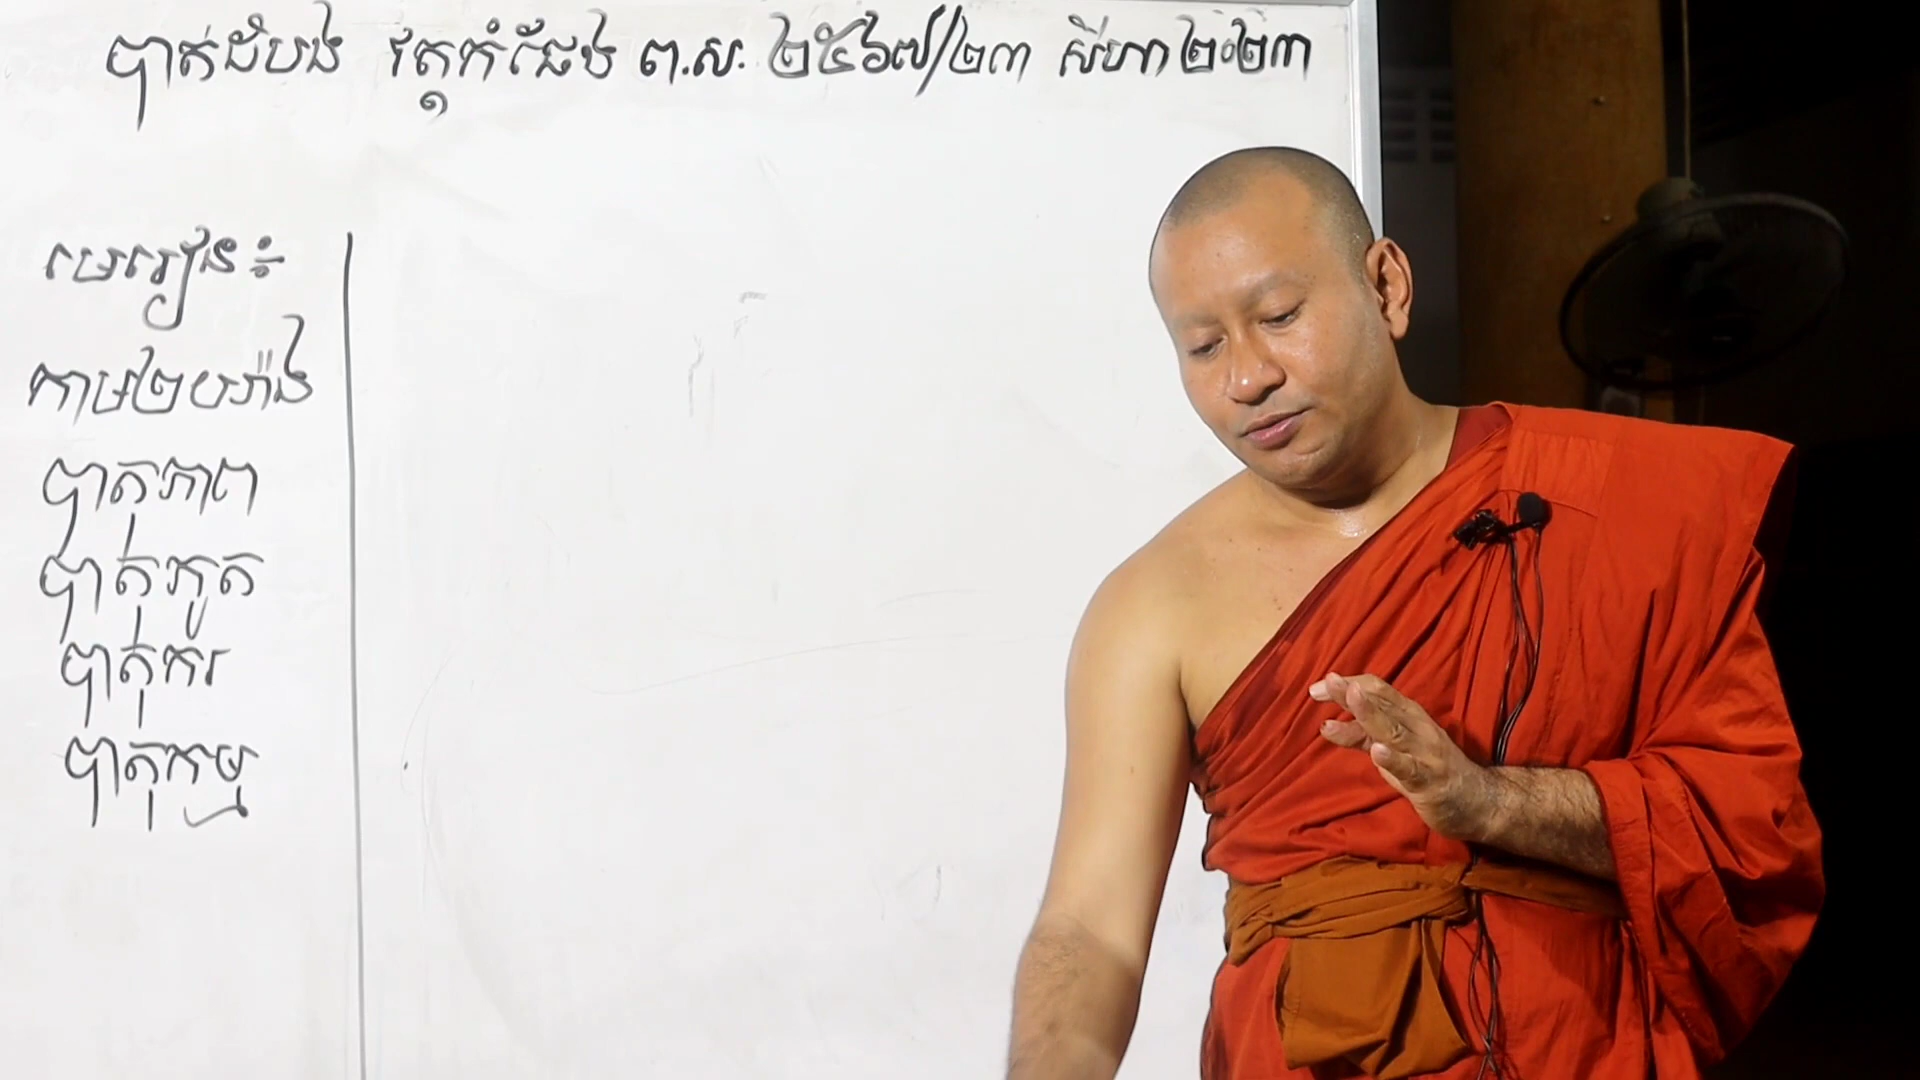 បាត់ដំបង វត្តកំផែង ព.ស. ២៥៦៧/២៣ សីហា ២០២៣
មេរៀន៖
កាម២យ៉ាង
បាតុភាព
បាតុភូត
បាតុករ
បាតុកម្ម